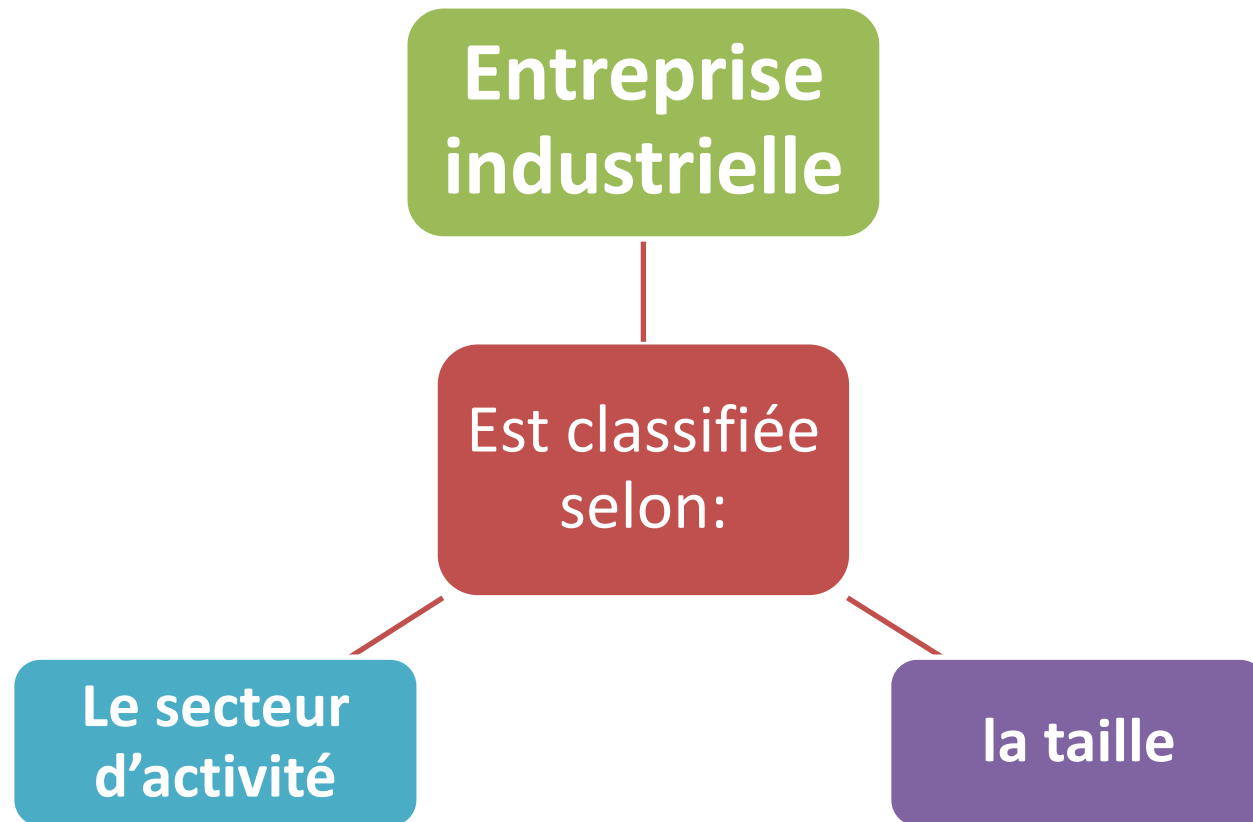 Entreprise
industrielle
Est classifiée
selon:
Le secteur
d’activité
la taille